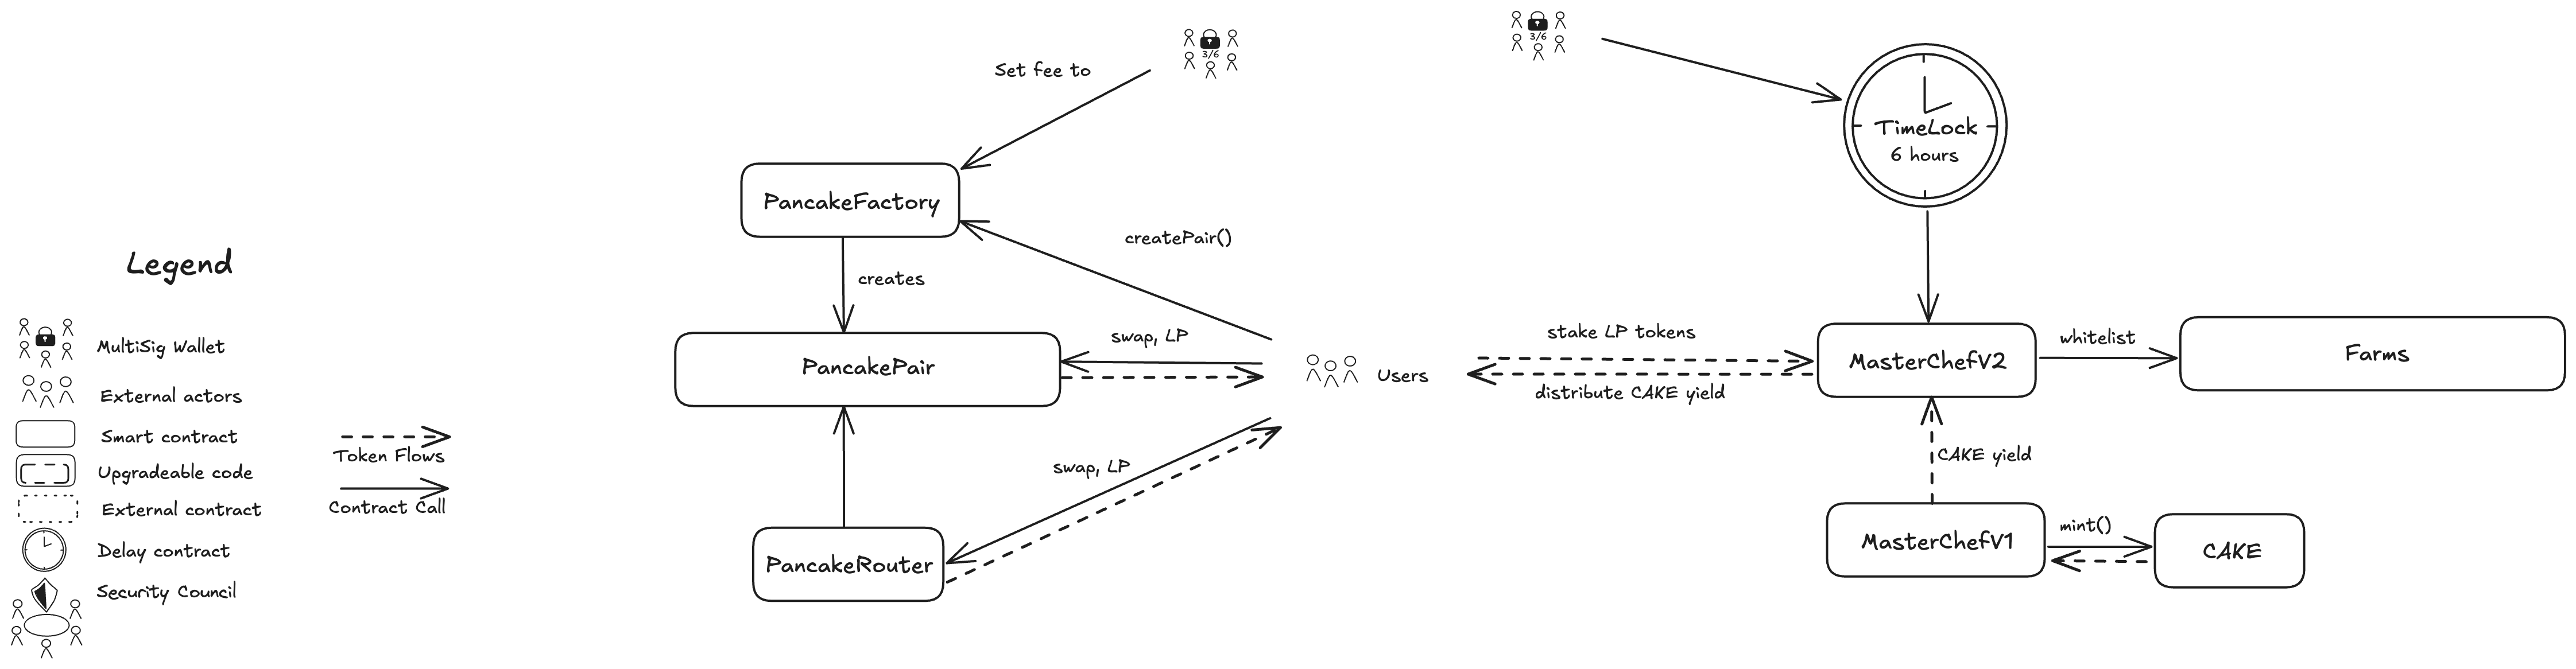 Legend
MultiSig Wallet
External actors
Smart contract
Upgradeable code
External contract
Delay contract
Security Council
Token Flows
Contract Call
3/6
Set fee to
PancakeFactory
createPair()
creates
PancakePair
swap, LP
Users
swap, LP
PancakeRouter
3/6
TimeLock
6 hours
stake LP tokens
distribute CAKE yield
MasterChefV2
whitelist
Farms
CAKE yield
MasterChefV1
mint()
CAKE